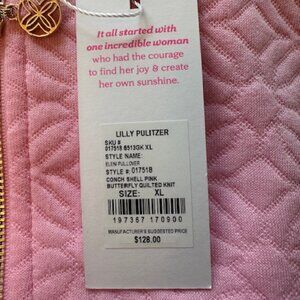 It all started with
one incredible woman
who had the courage
to find her joy & create
her own sunshine.
LILLY PULITZER
SKU #
017518 6513GK XL
STYLE NAME:
ELENI PULLOVER
STYLE #: 017518
CONCH SHELL PINK
BUTTERFLY QUILTED KNIT
SIZE: XL
197367 170900
MANUFACTURER'S SUGGESTED PRICE
$128.00